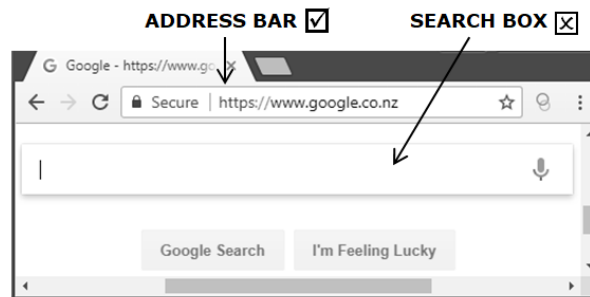 ADDRESS BAR ☑ SEARCH BOX ☒
G Google - https://www.go
Secure | https://www.google.co.nz
Google Search I'm Feeling Lucky